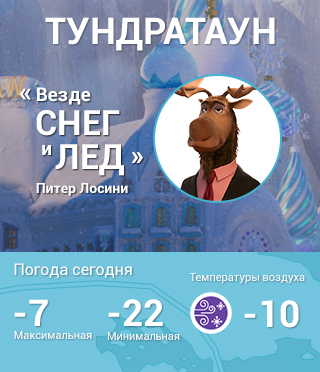 ТУНДРАТАУН
« Везде
СНЕГ
и ЛЕД »
Питер Лосини
Погода сегодня
Температуры воздуха
-7
-22
-10
Максимальная
Минимальная